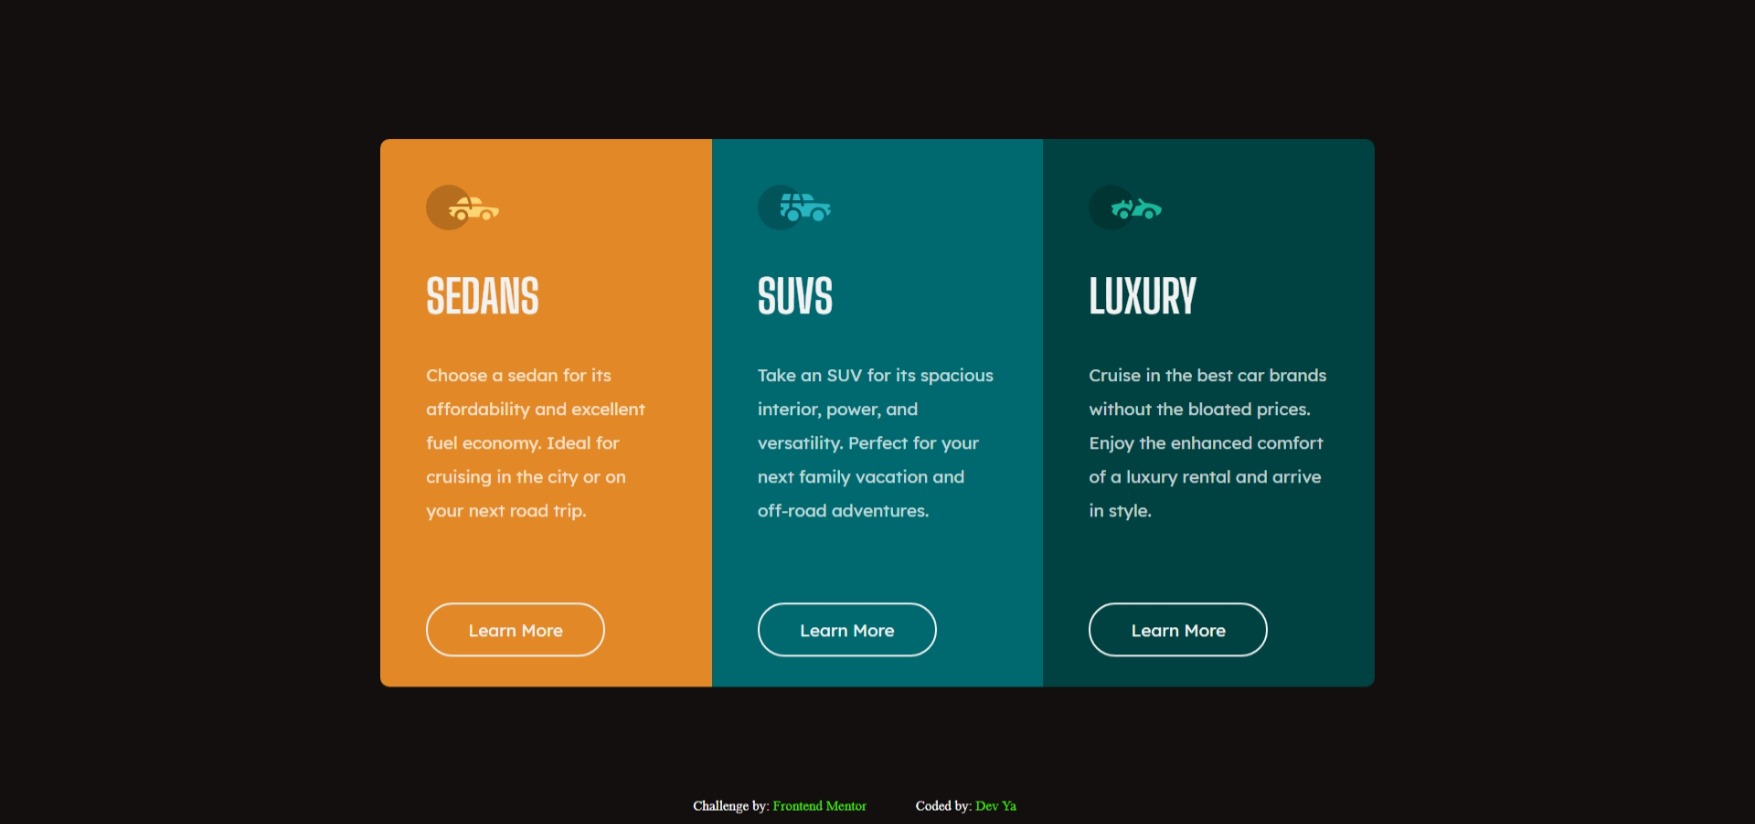 SEDANS
Choose a sedan for its
affordability and excellent
fuel economy. Ideal for
cruising in the city or on
your next road trip.
Learn More
SUVS
Take an SUV for its spacious
interior, power, and
versatility. Perfect for your
next family vacation and
off-road adventures.
Learn More
LUXURY
Cruise in the best car brands
without the bloated prices.
Enjoy the enhanced comfort
of a luxury rental and arrive
in style.
Learn More
Challenge by: Frontend Mentor
Coded by: Dev Ya